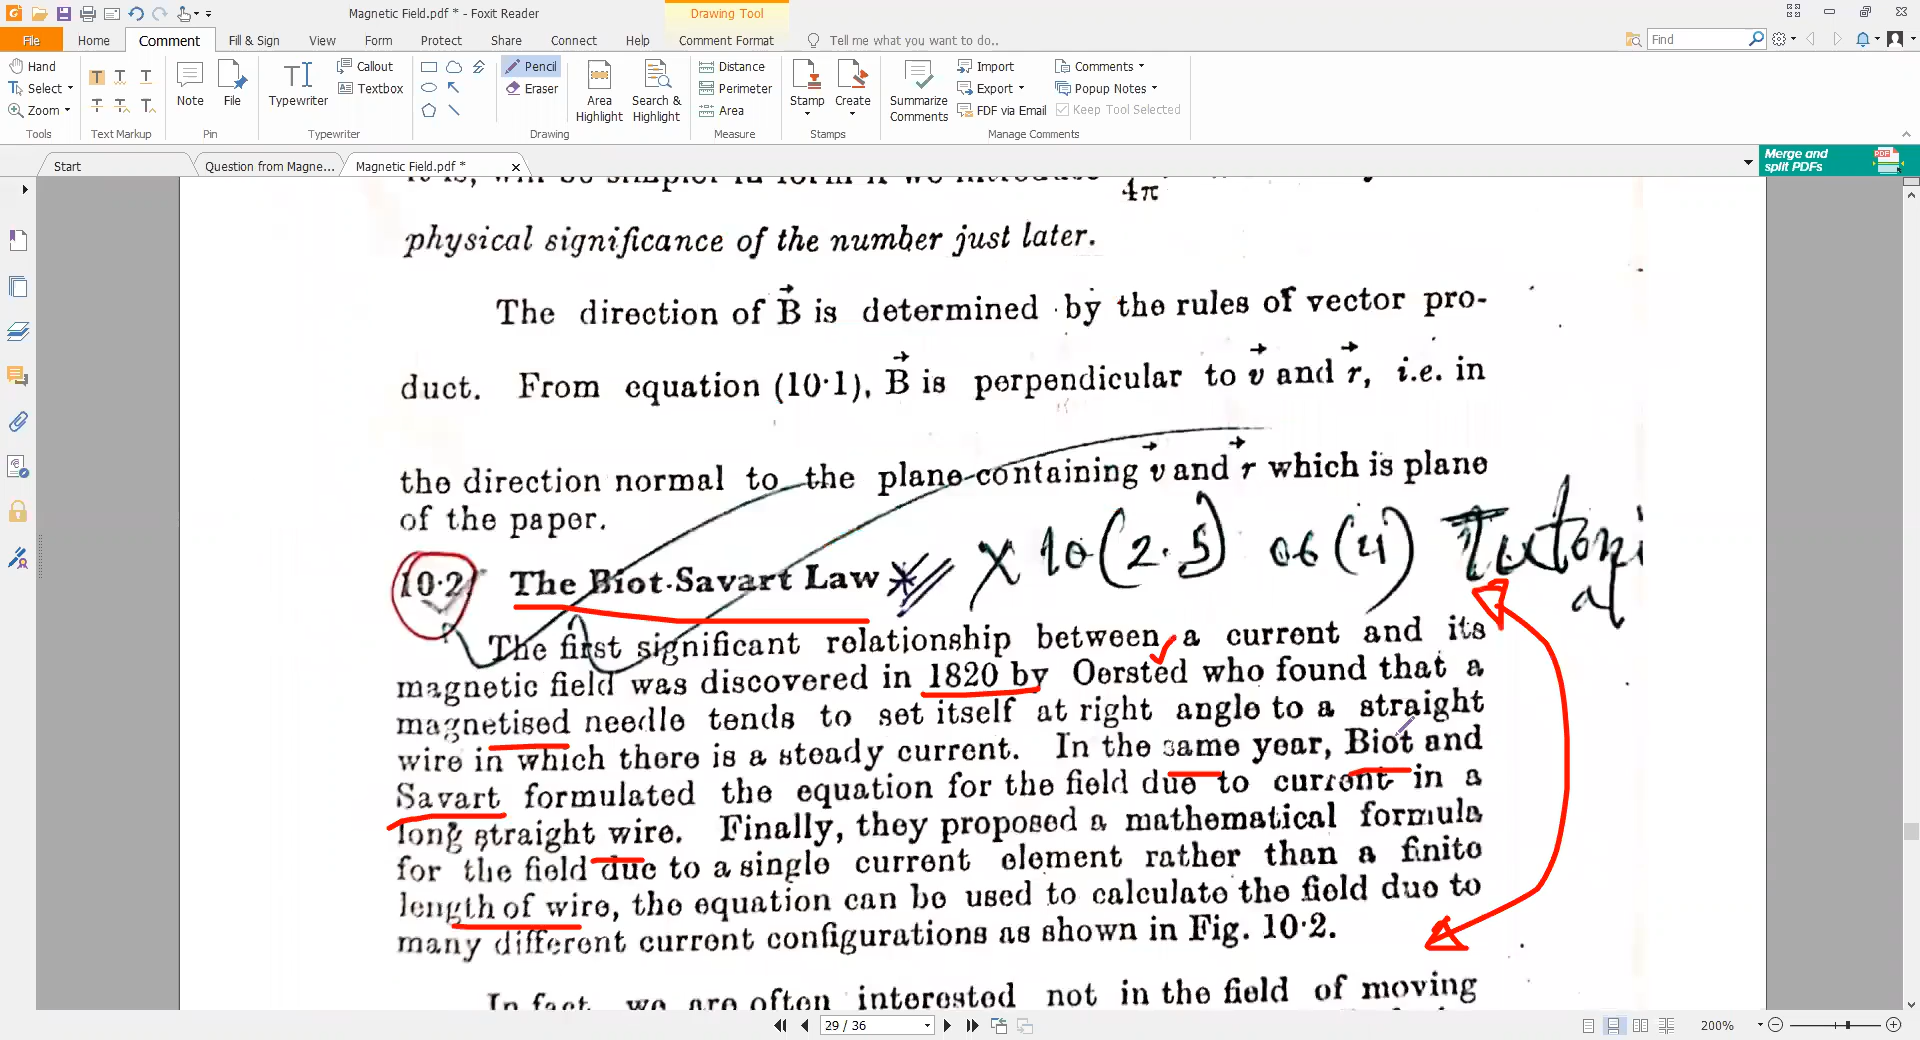 Magnetic Field.pdf * - Foxit Reader
Drawing Tool
File Home Comment Fill & Sign View Form Protect Share Connect Help Comment Format Tell me what you want to do.. Find
Hand
Select
Zoom
Tools
Text Markup
Note
File
Pin
Typewriter
Callout
Textbox
Typewriter
Pencil
Eraser
Area Highlight
Search & Highlight
Drawing
Distance
Perimeter
Area
Measure
Stamp
Create
Stamps
Summarize Comments
Import
Export
FDF via Email
Comments
Popup Notes
Keep Tool Selected
Manage Comments
Start
Question from Magne...
Magnetic Field.pdf *
Merge and split PDFs
PDF
4π
physical significance of the number just later.
The direction of B⃗ is determined by the rules of vector pro-
duct. From equation (10·1), B⃗ is perpendicular to v⃗ and r⃗, i.e. in
the direction normal to the plane containing v⃗ and r⃗ which is plane
of the paper.
10·2 The Biot-Savart Law
The first significant relationship between a current and its
magnetic field was discovered in 1820 by Oersted who found that a
magnetised needle tends to set itself at right angle to a straight
wire in which there is a steady current. In the same year, Biot and
Savart formulated the equation for the field due to current in a
long straight wire. Finally, they proposed a mathematical formula
for the field due to a single current element rather than a finite
length of wire, the equation can be used to calculate the field due to
many different current configurations as shown in Fig. 10·2.
In fact, we are often interested not in the field of moving
29 / 36
200%